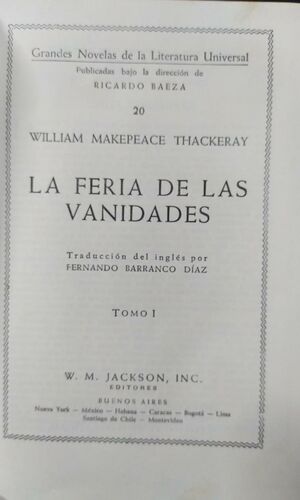 Grandes Novelas de la Literatura Universal
Publicadas bajo la dirección de
RICARDO BAEZA
20
WILLIAM MAKEPEACE THACKERAY
LA FERIA DE LAS
VANIDADES
Traducción del inglés por
FERNANDO BARRANCO DÍAZ
TOMO I
W. M. JACKSON, INC.
EDITORES
BUENOS AIRES
Nueva York — México — Habana — Caracas — Bogotá — Lima
Santiago de Chile — Montevideo